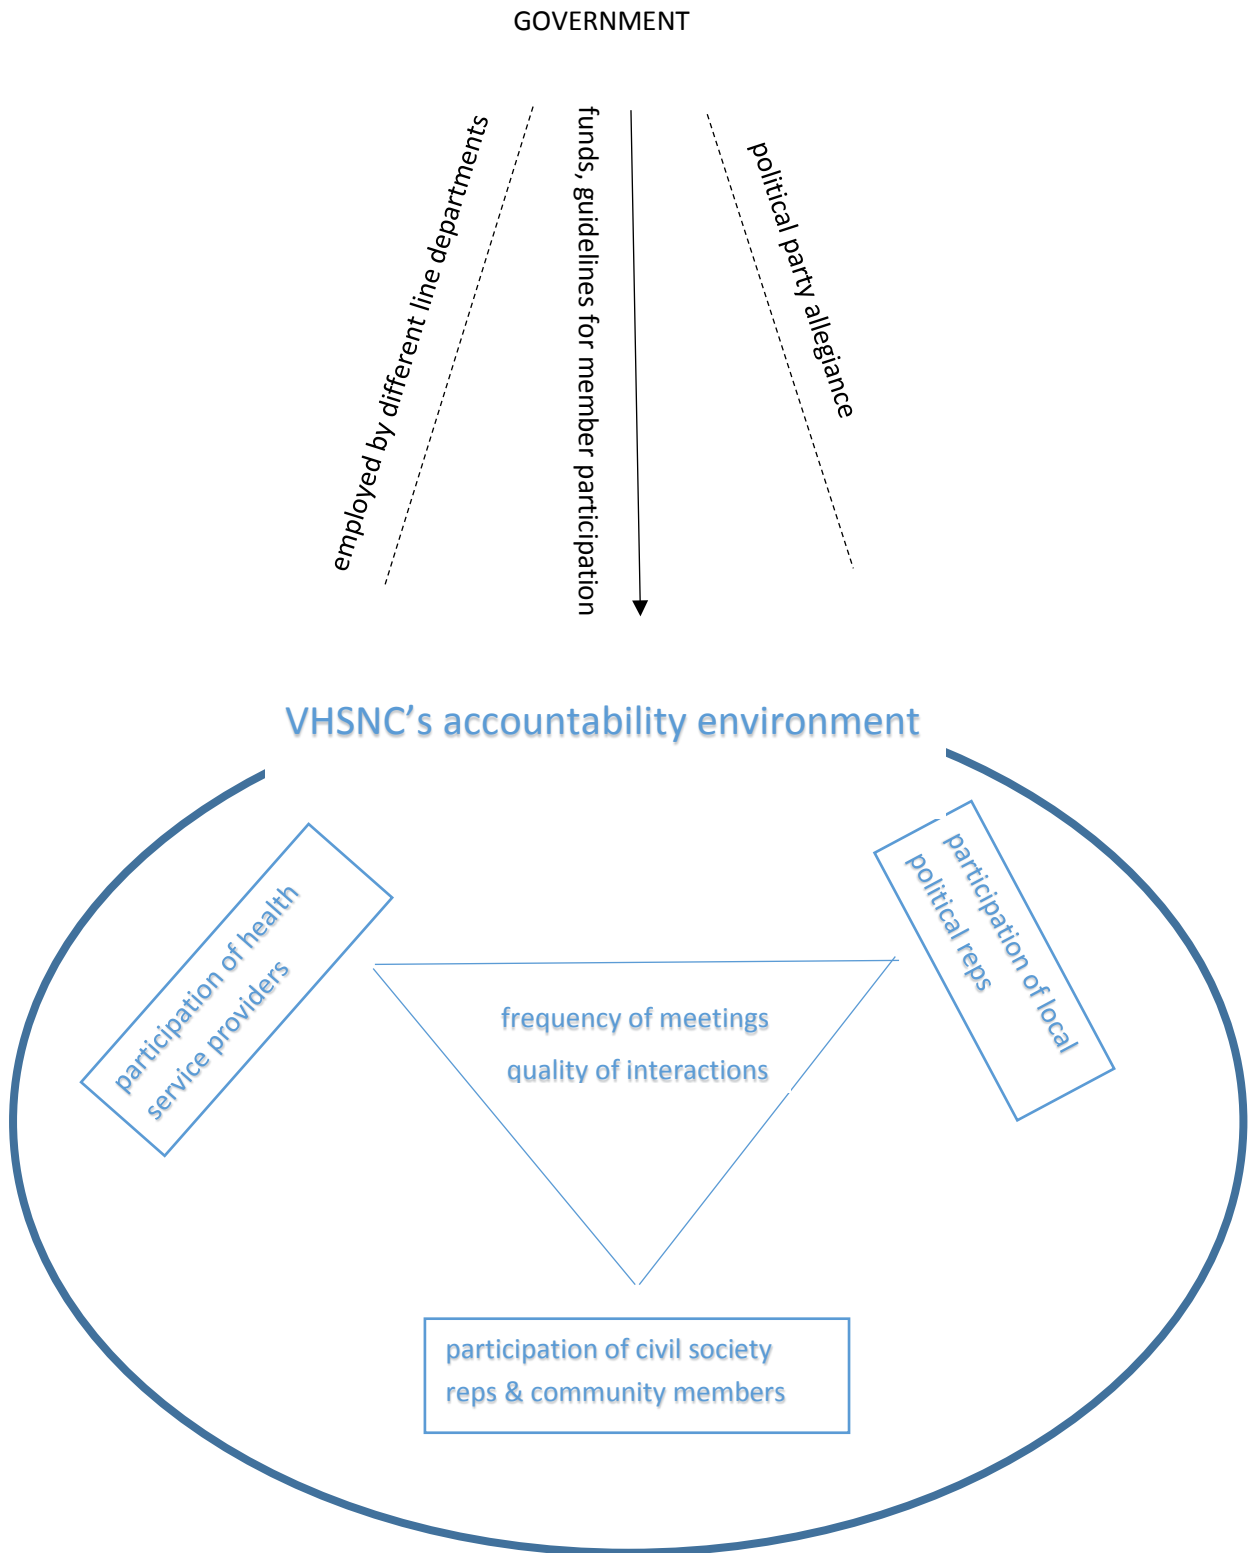 GOVERNMENT
employed by different line departments
funds, guidelines for member participation
political party allegiance
VHSNC’s accountability environment
participation of health
service providers
participation of local
political reps
frequency of meetings
quality of interactions
participation of civil society
reps & community members